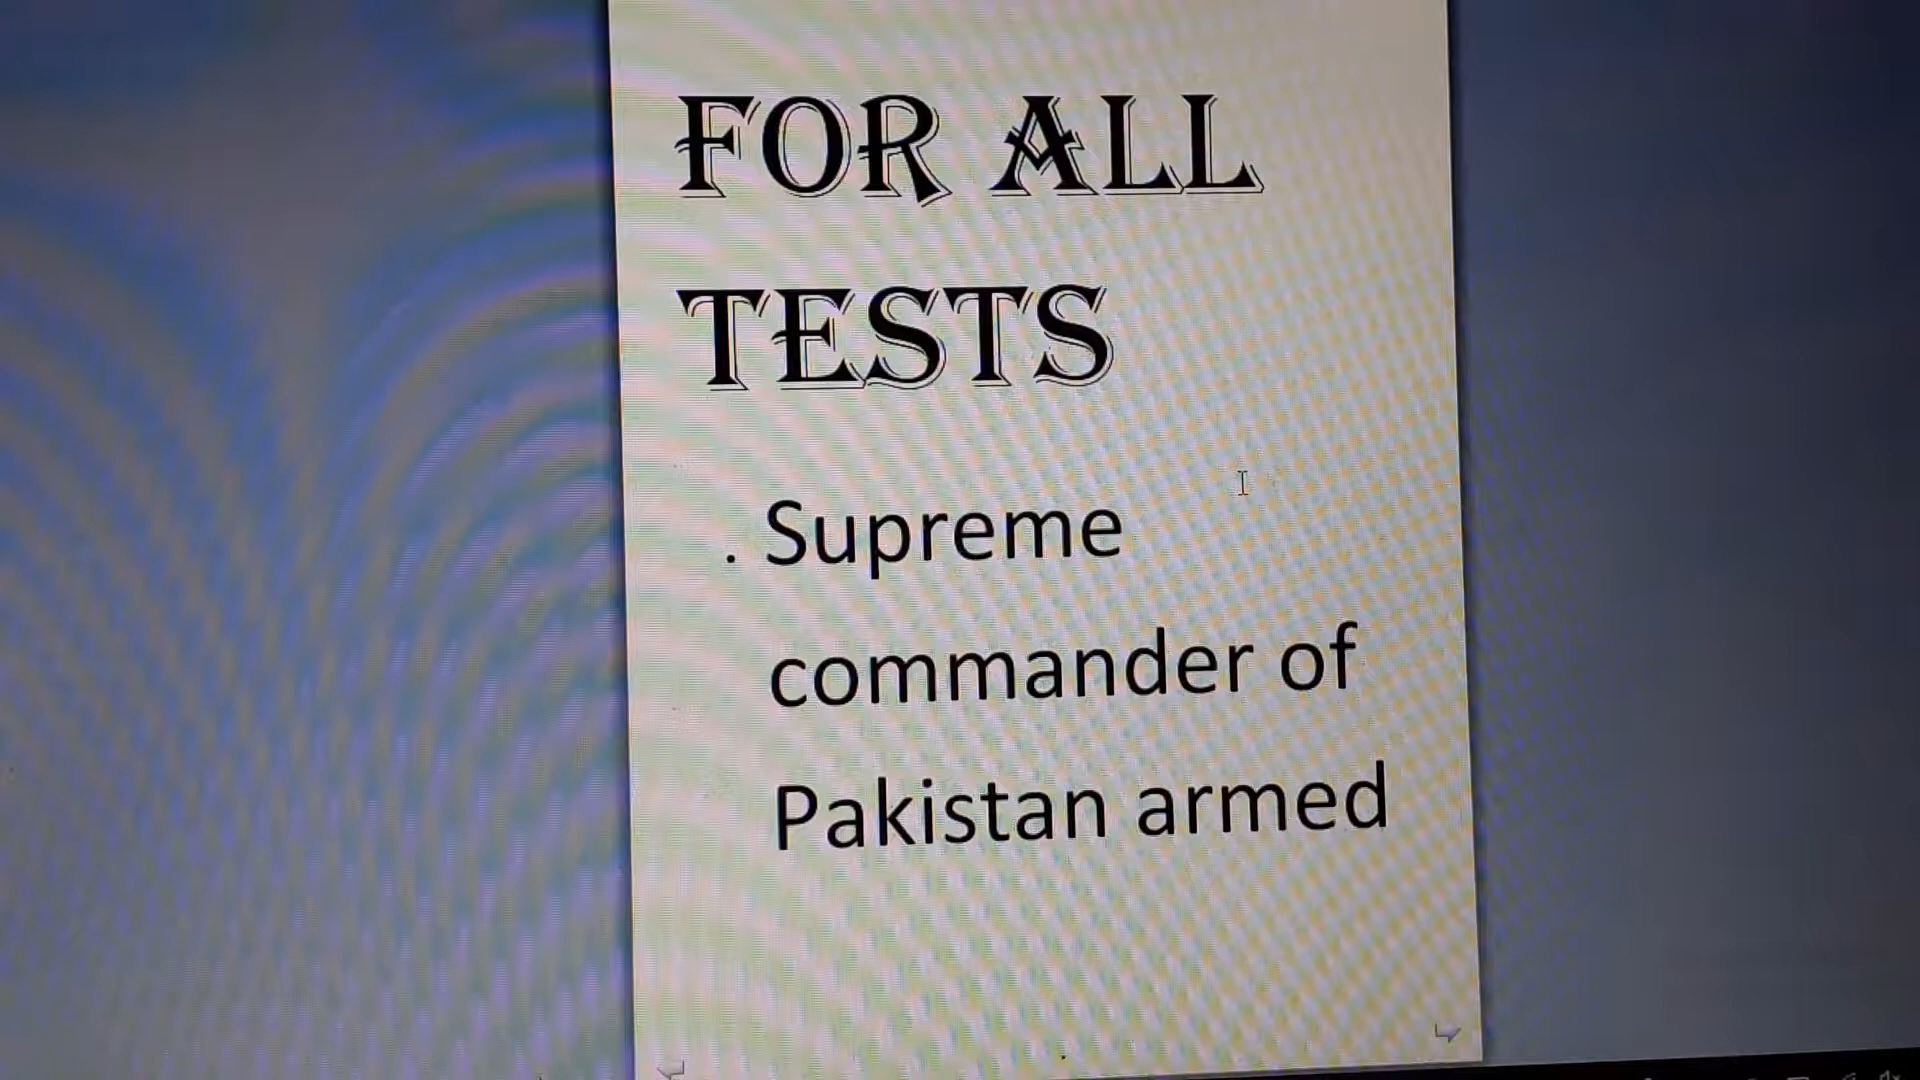 FOR ALL
TESTS
. Supreme
commander of
Pakistan armed